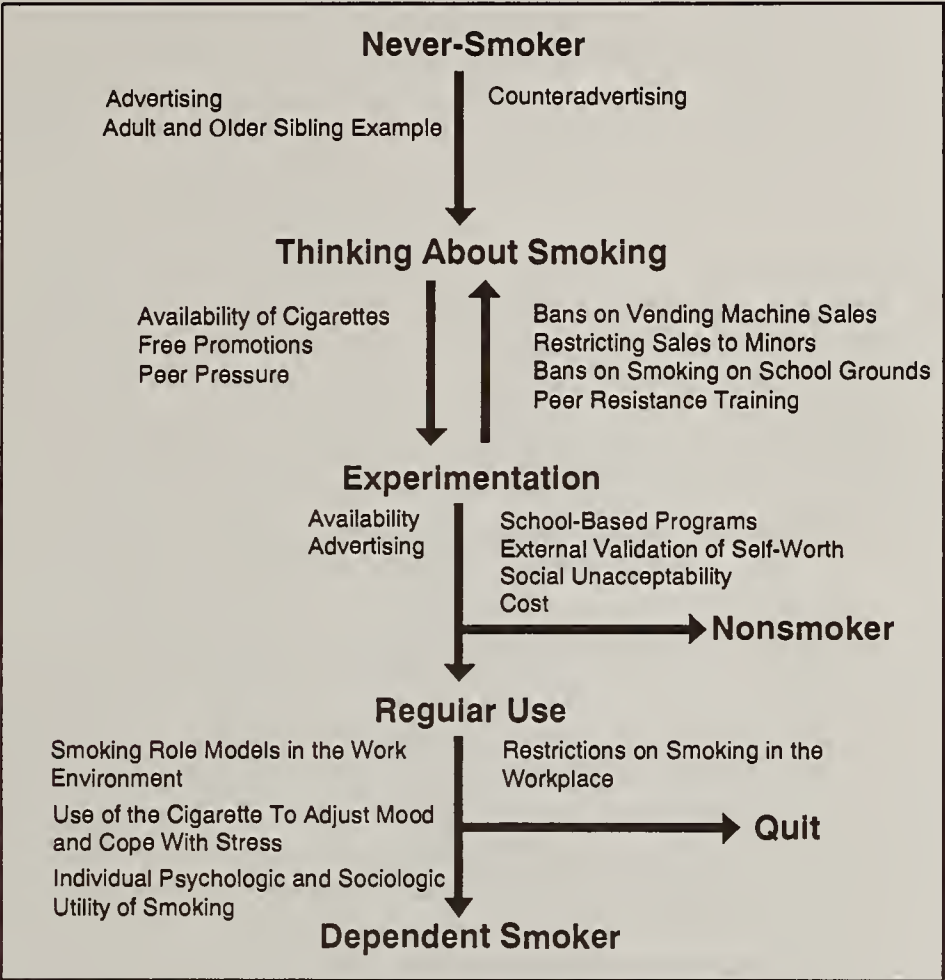 Never-Smoker
Advertising
Adult and Older Sibling Example
Counteradvertising
Thinking About Smoking
Availability of Cigarettes
Free Promotions
Peer Pressure
Bans on Vending Machine Sales
Restricting Sales to Minors
Bans on Smoking on School Grounds
Peer Resistance Training
Experimentation
Availability
Advertising
School-Based Programs
External Validation of Self-Worth
Social Unacceptability
Cost
Nonsmoker
Regular Use
Smoking Role Models in the Work
Environment
Use of the Cigarette To Adjust Mood
and Cope With Stress
Individual Psychologic and Sociologic
Utility of Smoking
Restrictions on Smoking in the
Workplace
Quit
Dependent Smoker